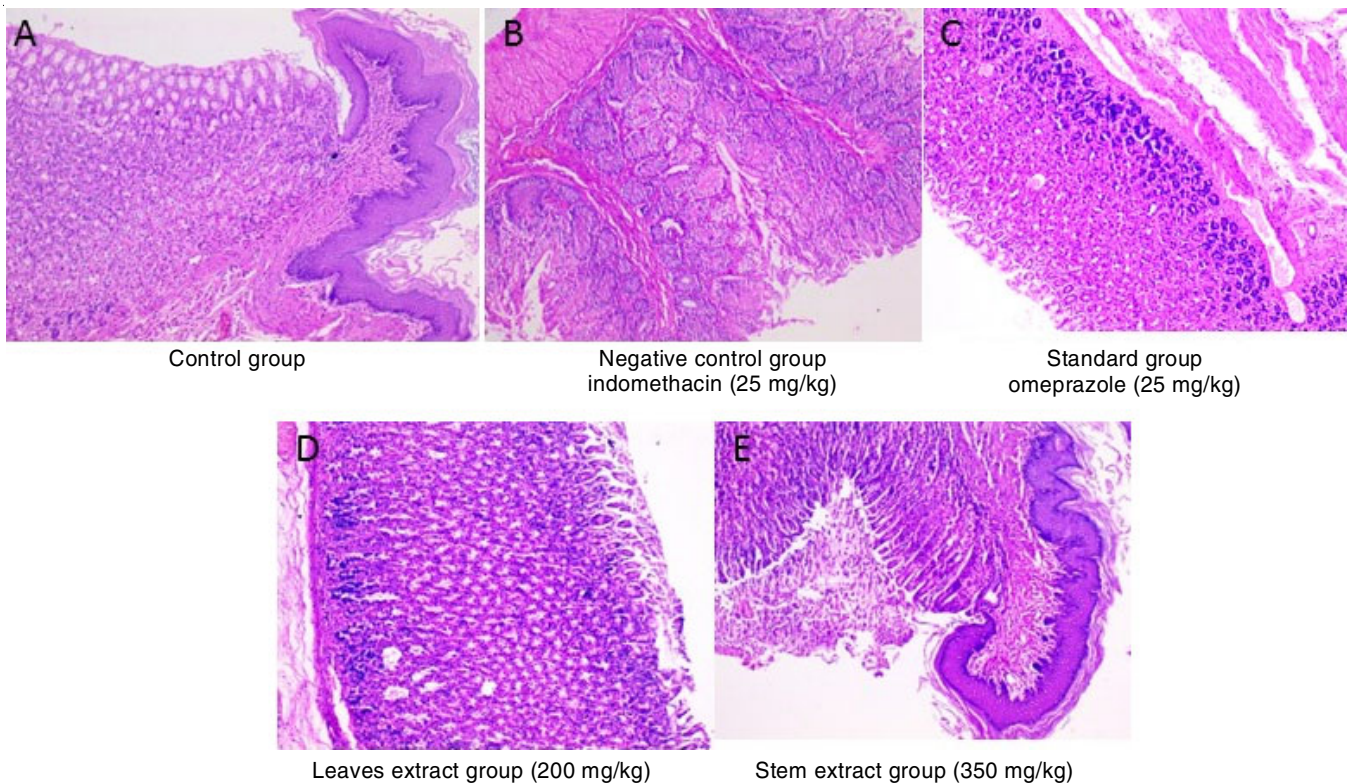 A
B
C
Control group
Negative control group
indomethacin (25 mg/kg)
Standard group
omeprazole (25 mg/kg)
D
E
Leaves extract group (200 mg/kg)
Stem extract group (350 mg/kg)